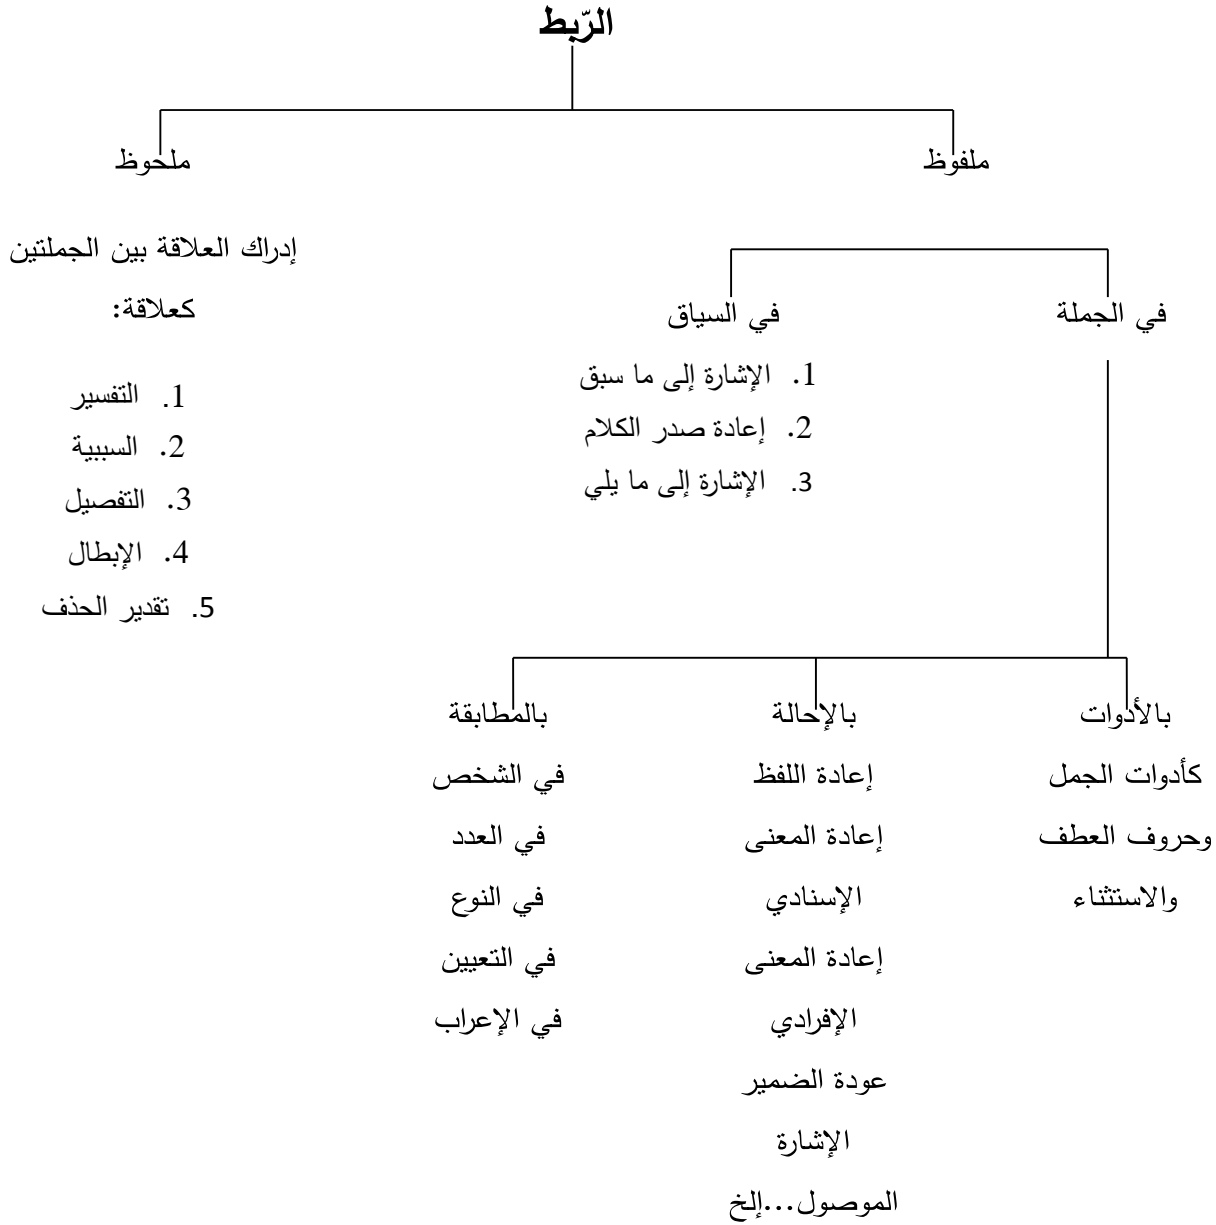 الرّبط
ملفوظ
ملحوظ
إدراك العلاقة بين الجملتين
كعلاقة:
1. التفسير
2. السببية
3. التفصيل
4. الإبطال
5. تقدير الحذف
في الجملة
في السياق
1. الإشارة إلى ما سبق
2. إعادة صدر الكلام
3. الإشارة إلى ما يلي
بالأدوات
كأدوات الجمل
وحروف العطف
والاستثناء
بالإحالة
إعادة اللفظ
إعادة المعنى
الإسنادي
إعادة المعنى
الإفرادي
عودة الضمير
الإشارة
الموصول...إلخ
بالمطابقة
في الشخص
في العدد
في النوع
في التعيين
في الإعراب